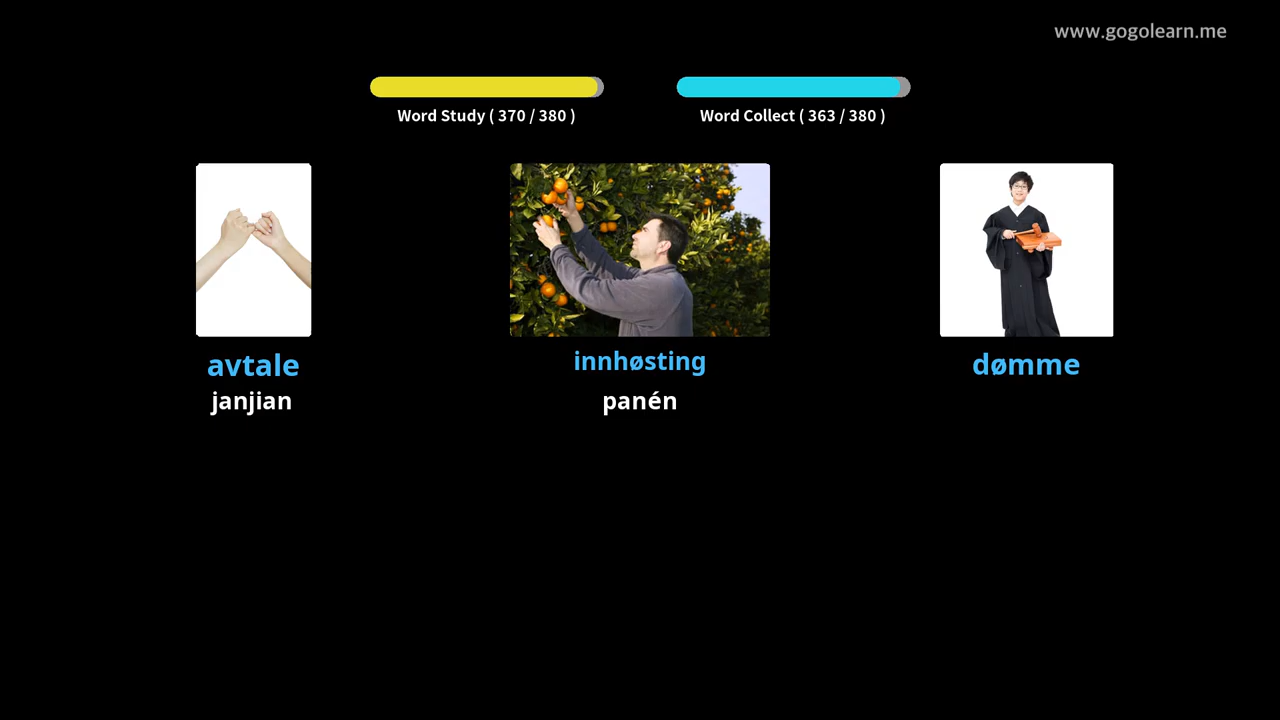 www.gogolearn.me
Word Study ( 370 / 380 )
Word Collect ( 363 / 380 )
avtale
innhøsting
dømme
janjian
panén